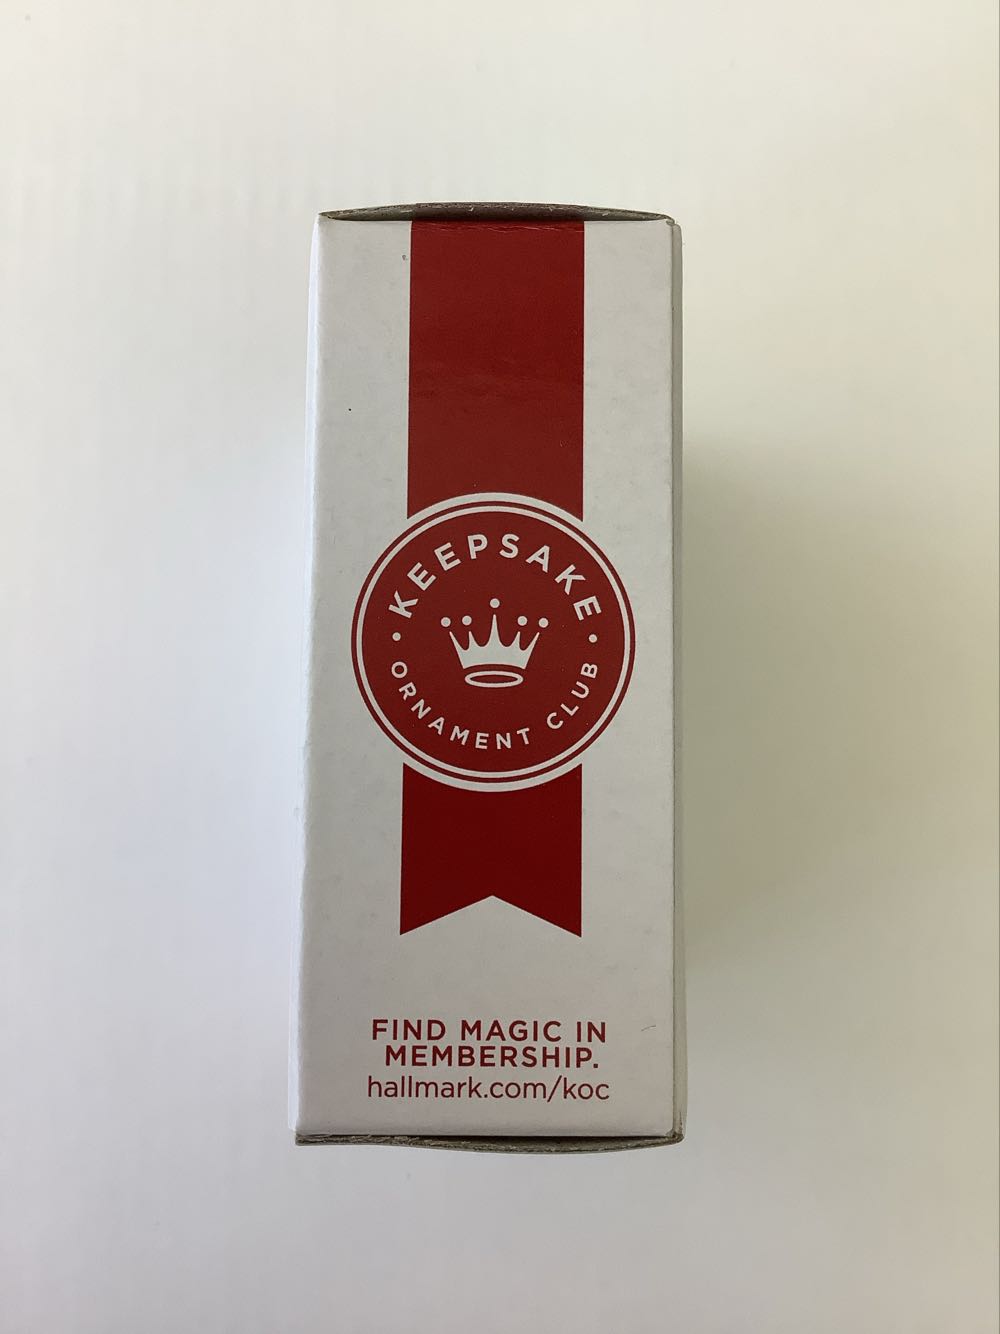 KEEPSAKE
ORNAMENT CLUB
FIND MAGIC IN
MEMBERSHIP.
hallmark.com/koc